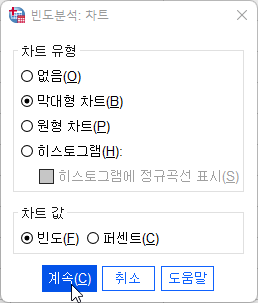 빈도분석: 차트
차트 유형
없음(O)
막대형 차트(B)
원형 차트(P)
히스토그램(H):
히스토그램에 정규곡선 표시(S)
차트 값
빈도(F) 퍼센트(C)
계속(C) 취소 도움말